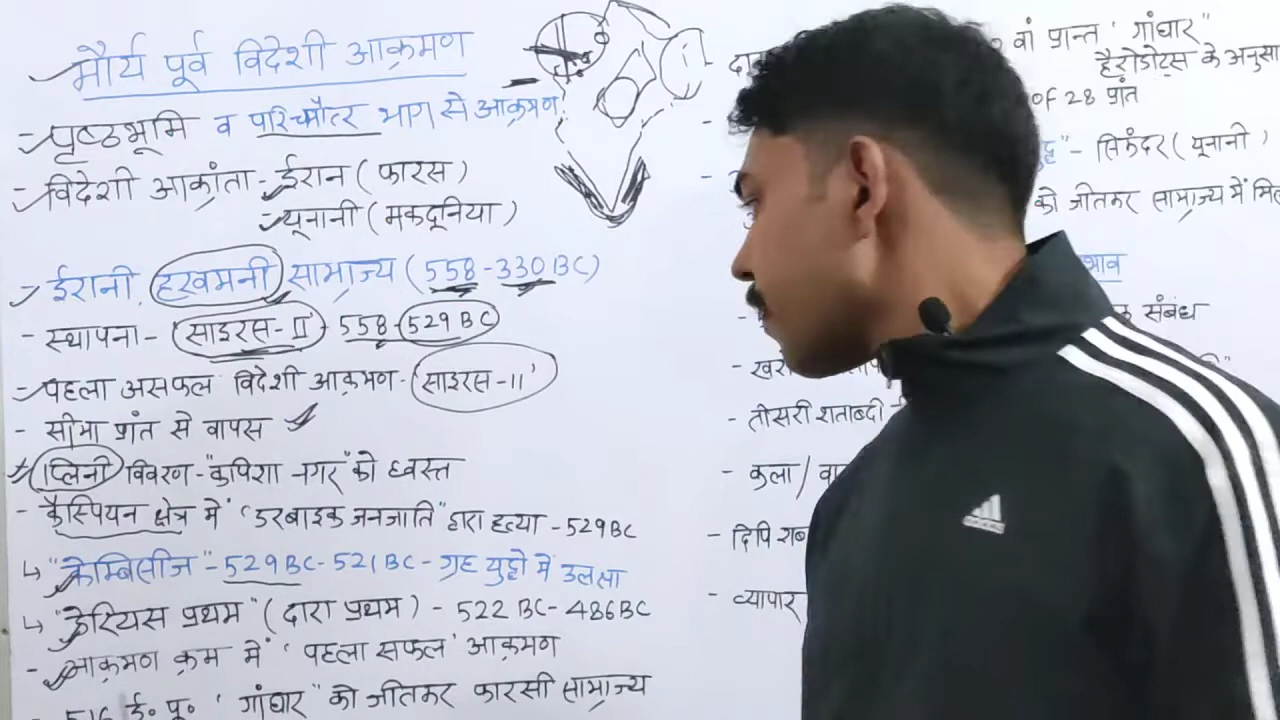 मौर्य पूर्व विदेशी आक्रमण
- पृष्ठभूमि व पश्चिमोत्तर भाग से आक्रमण
- विदेशी आक्रांता - ईरान ( फारस )
यूनानी ( मकदूनिया )
ईरानी हखमनी साम्राज्य ( 558-330 BC )
- स्थापना - साइरस-II - 558-529 BC
- पहला असफल विदेशी आक्रमण - साइरस-II'
- सीमा प्रांत से वापस
प्लिनी विवरण - "कपिशा नगर" को ध्वस्त
- कैस्पियन क्षेत्र में 'डरबाइक जनजाति" द्वारा हत्या - 529 BC
↳ "केम्बिसीज" - 529 BC - 521 BC - गृह युद्दो में उलझा
↳ "डेरियस प्रथम" ( दारा प्रथम ) - 522 BC - 486 BC
- आक्रमण क्रम में ' पहला सफल ' आक्रमण
- 516 ई० पू० ' गांधार " को जीतकर फारसी साम्राज्य
वां प्रान्त ' गांधार "
हैरोडोट्स के अनुसा
of 28 प्रांत
- सिकंदर ( यूनानी )
को जीतकर साम्राज्य में मिल
संबंध
- तीसरी शताब्दी
- कला /
- दिपि शब
- व्यापार